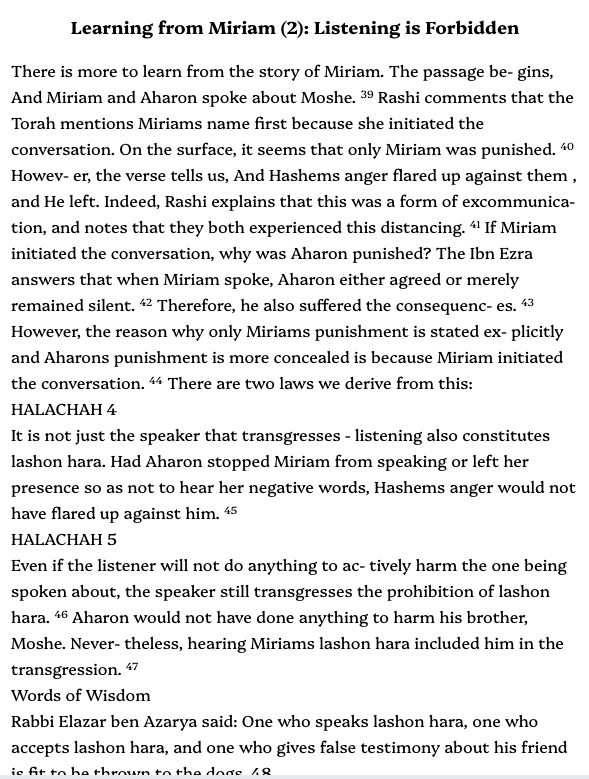 Learning from Miriam (2): Listening is Forbidden
There is more to learn from the story of Miriam. The passage be- gins,
And Miriam and Aharon spoke about Moshe. ³⁹ Rashi comments that the
Torah mentions Miriams name first because she initiated the
conversation. On the surface, it seems that only Miriam was punished. ⁴⁰
Howev- er, the verse tells us, And Hashems anger flared up against them ,
and He left. Indeed, Rashi explains that this was a form of excommunica-
tion, and notes that they both experienced this distancing. ⁴¹ If Miriam
initiated the conversation, why was Aharon punished? The Ibn Ezra
answers that when Miriam spoke, Aharon either agreed or merely
remained silent. ⁴² Therefore, he also suffered the consequenc- es. ⁴³
However, the reason why only Miriams punishment is stated ex- plicitly
and Aharons punishment is more concealed is because Miriam initiated
the conversation. ⁴⁴ There are two laws we derive from this:
HALACHAH 4
It is not just the speaker that transgresses - listening also constitutes
lashon hara. Had Aharon stopped Miriam from speaking or left her
presence so as not to hear her negative words, Hashems anger would not
have flared up against him. ⁴⁵
HALACHAH 5
Even if the listener will not do anything to ac- tively harm the one being
spoken about, the speaker still transgresses the prohibition of lashon
hara. ⁴⁶ Aharon would not have done anything to harm his brother,
Moshe. Never- theless, hearing Miriams lashon hara included him in the
transgression. ⁴⁷
Words of Wisdom
Rabbi Elazar ben Azarya said: One who speaks lashon hara, one who
accepts lashon hara, and one who gives false testimony about his friend
is fit to be thrown to the dogs. 48